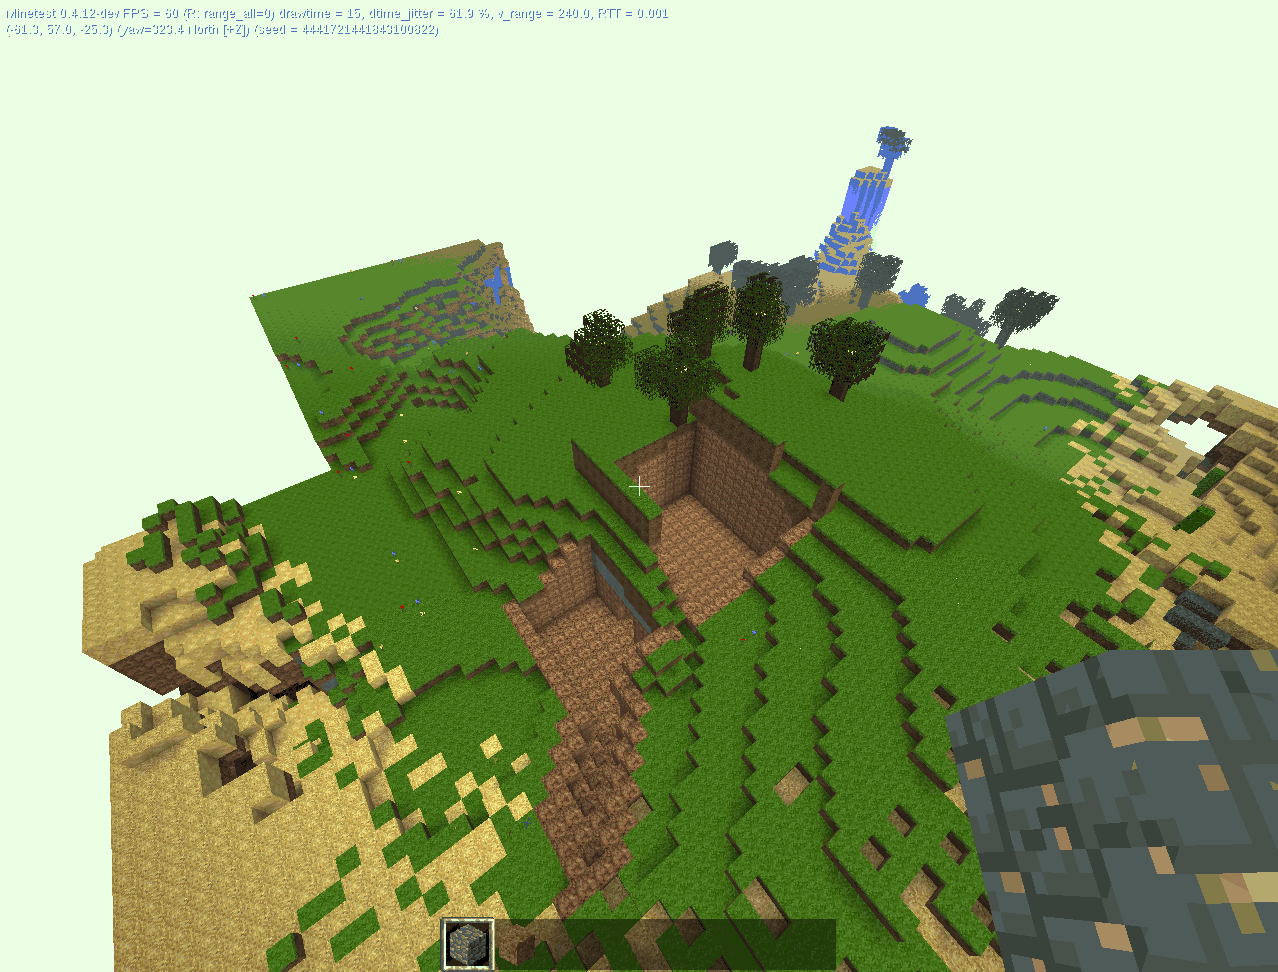 Minetest 0.4.12-dev FPS = 60 (R: range_all=0) drawtime = 15, dtime_jitter = 61.9 %, v_range = 240.0, RTT = 0.001
(-61.3, 57.0, -25.3) (yaw=323.4 North [+Z]) (seed = 4441721441843100822)